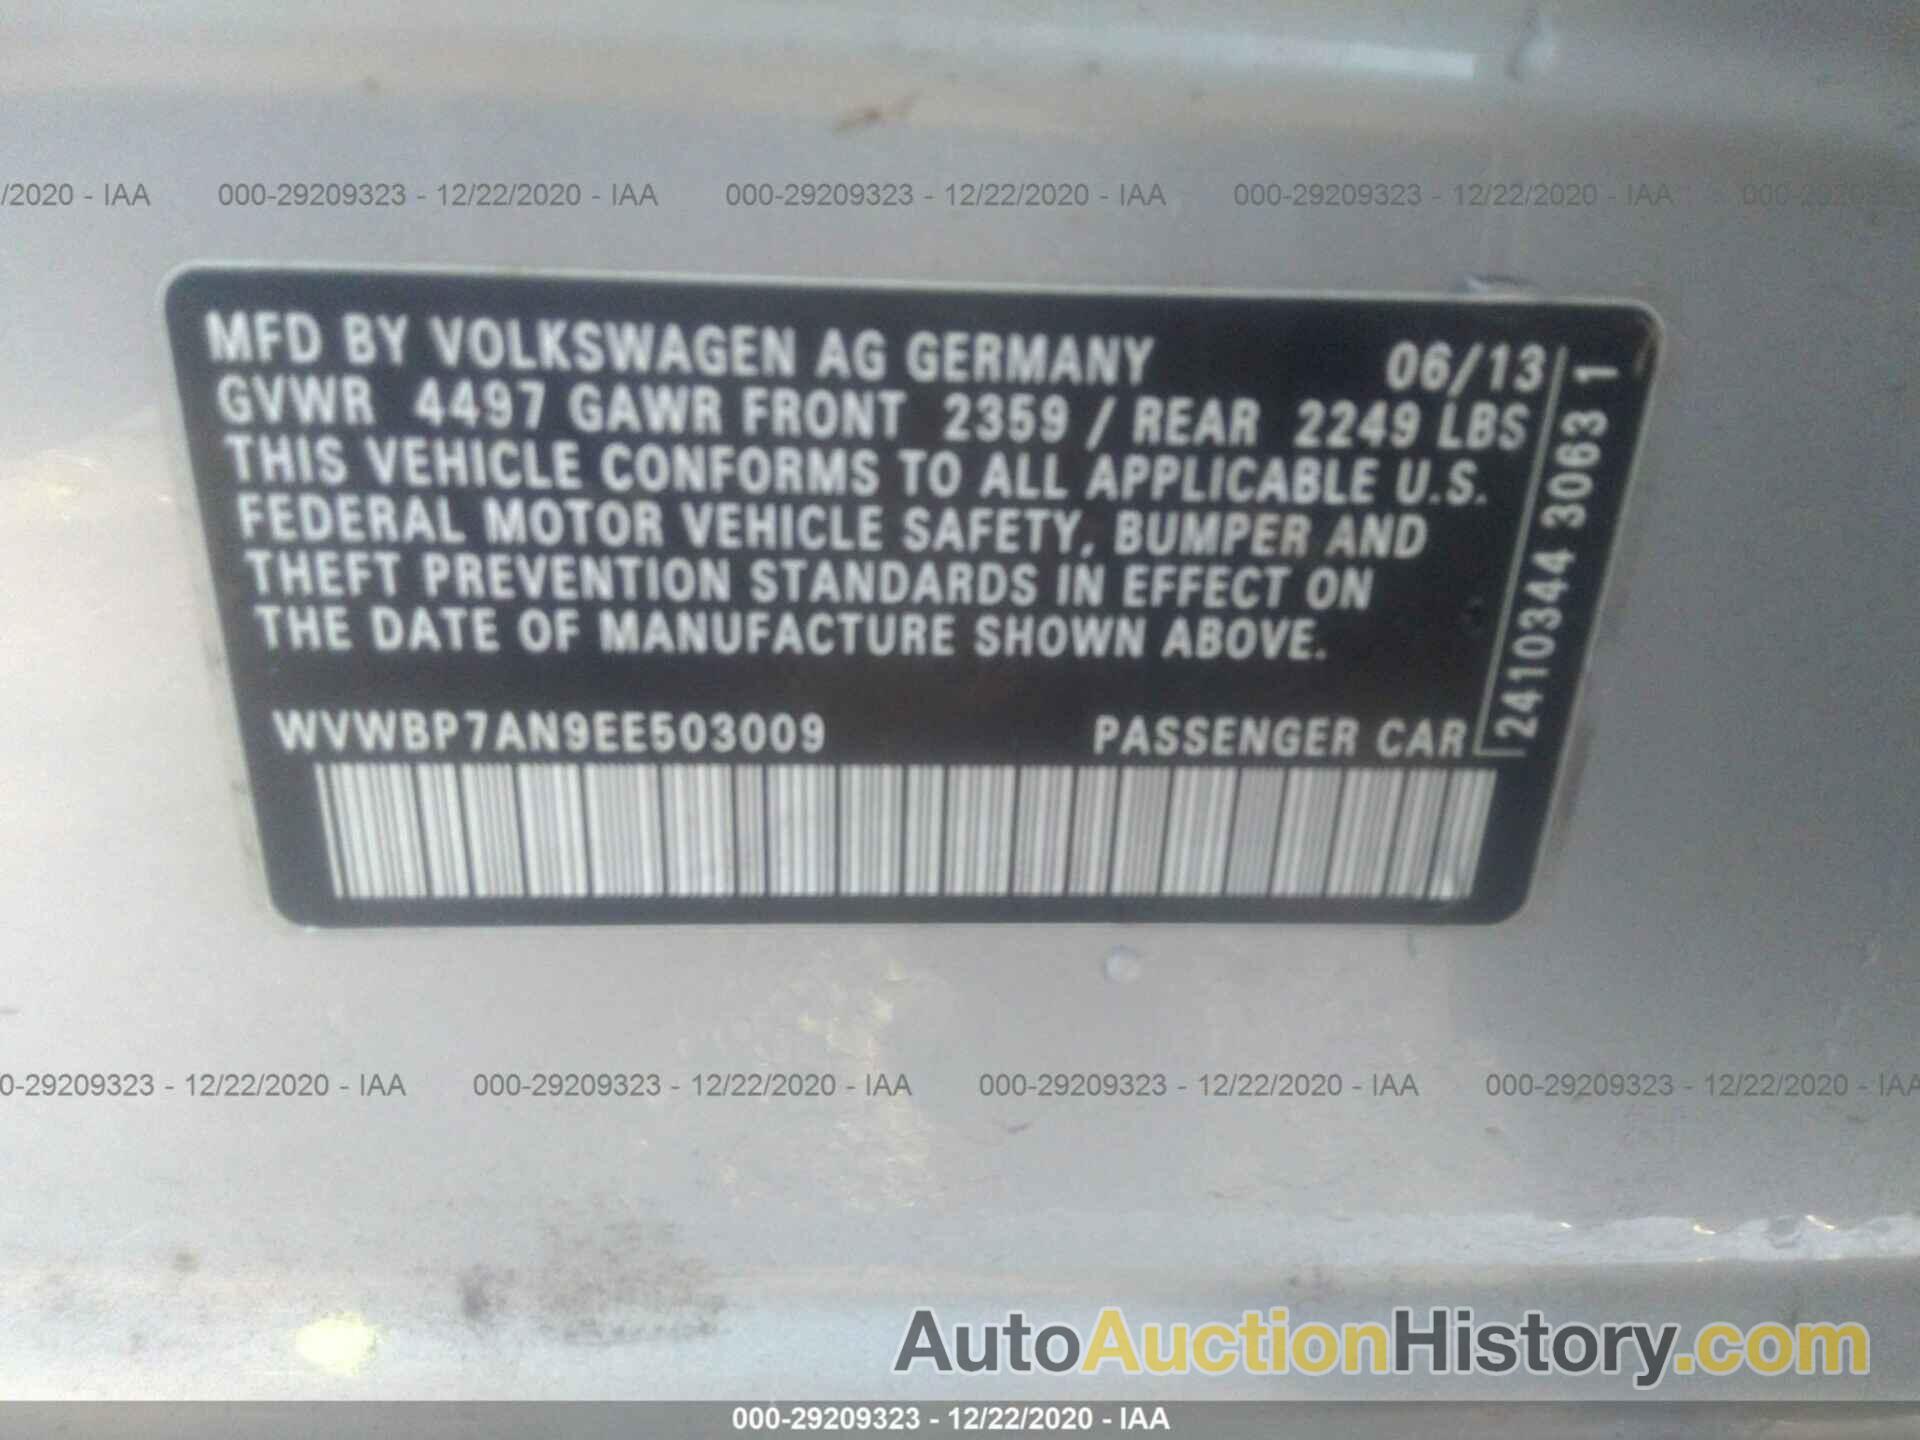 /2020 - IAA 000-29209323 - 12/22/2020 - IAA 000-29209323 - 12/22/2020 - IAA 000-29209323 - 12/22/2020 - IAA 000-2920932
MFD BY VOLKSWAGEN AG GERMANY 06/13
GVWR 4497 GAWR FRONT 2359 / REAR 2249 LBS
THIS VEHICLE CONFORMS TO ALL APPLICABLE U.S.
FEDERAL MOTOR VEHICLE SAFETY, BUMPER AND
THEFT PREVENTION STANDARDS IN EFFECT ON
THE DATE OF MANUFACTURE SHOWN ABOVE.
WVWBP7AN9EE503009 PASSENGER CAR
2410344 3063 1
0-29209323 - 12/22/2020 - IAA 000-29209323 - 12/22/2020 - IAA 000-29209323 - 12/22/2020 - IAA 000-29209323 - 12/22/2020 - IAA
AutoAuctionHistory.com
000-29209323 - 12/22/2020 - IAA